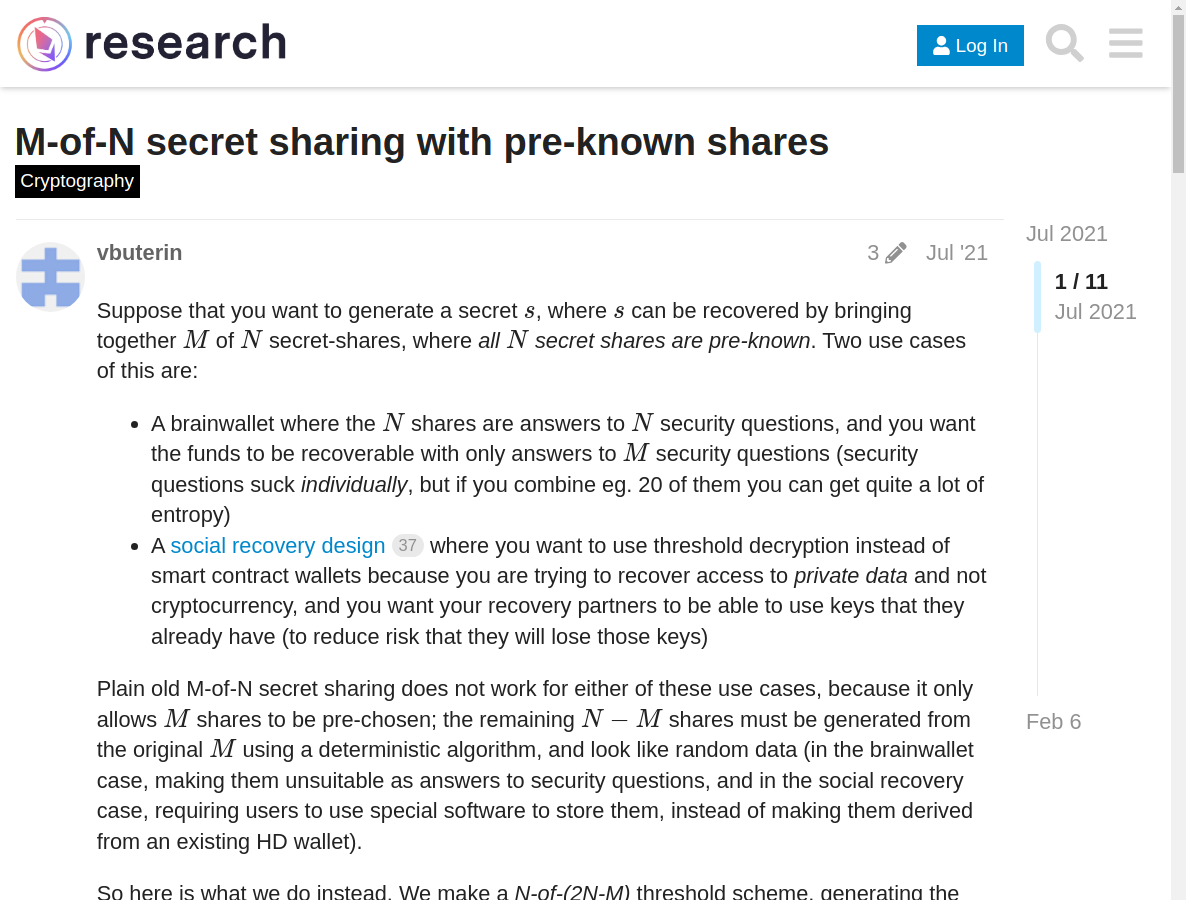 research
Log In
M-of-N secret sharing with pre-known shares
Cryptography
vbuterin
3
Jul '21
Jul 2021
1 / 11
Jul 2021
Suppose that you want to generate a secret s, where s can be recovered by bringing
together M of N secret-shares, where all N secret shares are pre-known. Two use cases
of this are:
• A brainwallet where the N shares are answers to N security questions, and you want
the funds to be recoverable with only answers to M security questions (security
questions suck individually, but if you combine eg. 20 of them you can get quite a lot of
entropy)
• A social recovery design 37 where you want to use threshold decryption instead of
smart contract wallets because you are trying to recover access to private data and not
cryptocurrency, and you want your recovery partners to be able to use keys that they
already have (to reduce risk that they will lose those keys)
Plain old M-of-N secret sharing does not work for either of these use cases, because it only
allows M shares to be pre-chosen; the remaining N − M shares must be generated from
the original M using a deterministic algorithm, and look like random data (in the brainwallet
case, making them unsuitable as answers to security questions, and in the social recovery
case, requiring users to use special software to store them, instead of making them derived
from an existing HD wallet).
Feb 6
So here is what we do instead. We make a N-of-(2N-M) threshold scheme, generating the